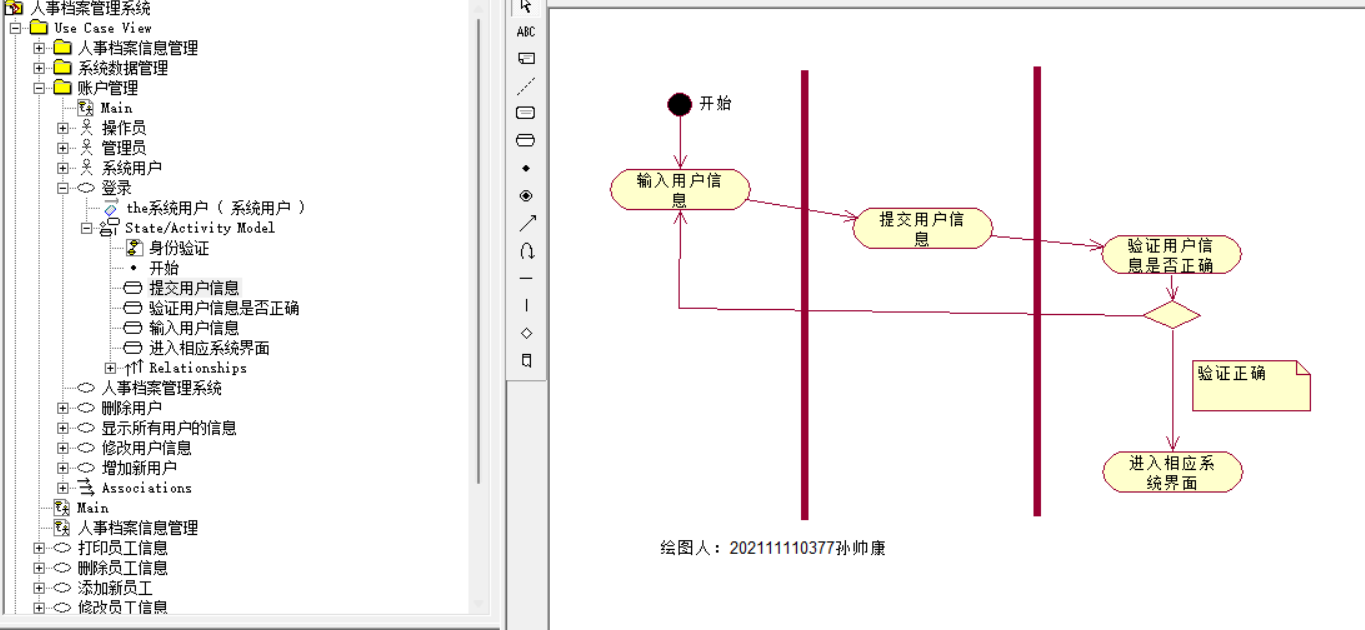 人事档案管理系统
Use Case View
人事档案信息管理
系统数据管理
账户管理
Main
操作员
管理员
系统用户
登录
the系统用户 ( 系统用户 )
State/Activity Model
身份验证
开始
提交用户信息
验证用户信息是否正确
输入用户信息
进入相应系统界面
Relationships
人事档案管理系统
删除用户
显示所有用户的信息
修改用户信息
增加新用户
Associations
Main
人事档案信息管理
打印员工信息
删除员工信息
添加新员工
修改员工信息
ABC
开始
输入用户信
息
提交用户信
息
验证用户信
息是否正确
验证正确
进入相应系
统界面
绘图人：202111110377孙帅康